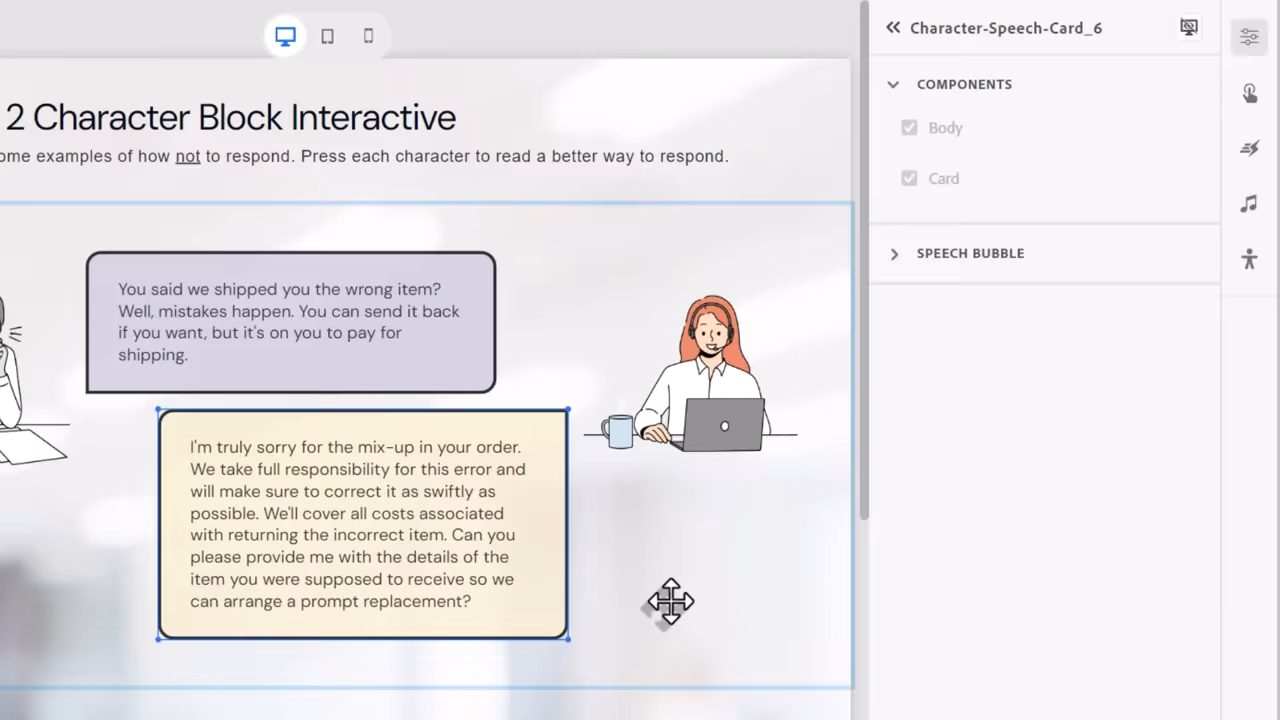 Character-Speech-Card_6
COMPONENTS
Body
Card
SPEECH BUBBLE
2 Character Block Interactive
some examples of how not to respond. Press each character to read a better way to respond.
You said we shipped you the wrong item?
Well, mistakes happen. You can send it back
if you want, but it's on you to pay for
shipping.
I'm truly sorry for the mix-up in your order.
We take full responsibility for this error and
will make sure to correct it as swiftly as
possible. We'll cover all costs associated
with returning the incorrect item. Can you
please provide me with the details of the
item you were supposed to receive so we
can arrange a prompt replacement?